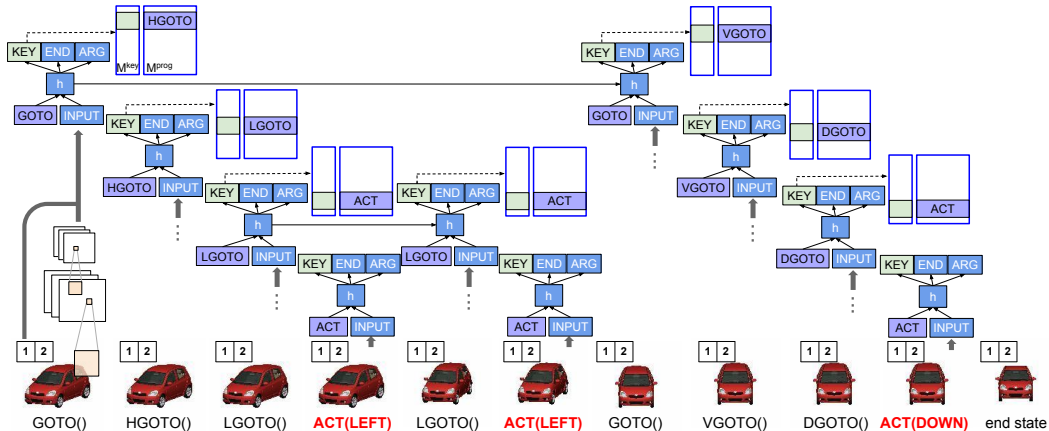 HGOTO
VGOTO
KEY END ARG
M^key M^prog
KEY END ARG
h
h
GOTO INPUT
GOTO INPUT
KEY END ARG
LGOTO
KEY END ARG
DGOTO
h
h
HGOTO INPUT
VGOTO INPUT
KEY END ARG
ACT
KEY END ARG
ACT
KEY END ARG
ACT
h
h
h
LGOTO INPUT
LGOTO INPUT
DGOTO INPUT
KEY END ARG
KEY END ARG
KEY END ARG
h
h
h
ACT INPUT
ACT INPUT
ACT INPUT
1 2
1 2
1 2
1 2
1 2
1 2
1 2
1 2
1 2
1 2
1 2
GOTO() HGOTO() LGOTO() ACT(LEFT) LGOTO() ACT(LEFT) GOTO() VGOTO() DGOTO() ACT(DOWN) end state